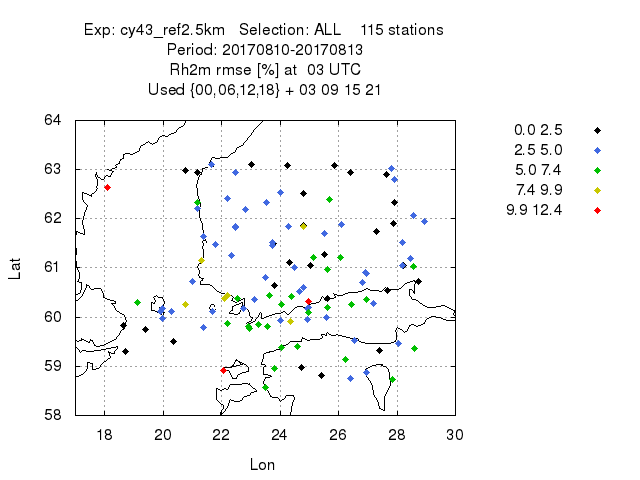 Exp: cy43_ref2.5km Selection: ALL 115 stations
Period: 20170810-20170813
Rh2m rmse [%] at 03 UTC
Used {00,06,12,18} + 03 09 15 21
64
63
62
61
60
59
58
Lat
18 20 22 24 26 28 30
Lon
0.0 2.5
2.5 5.0
5.0 7.4
7.4 9.9
9.9 12.4